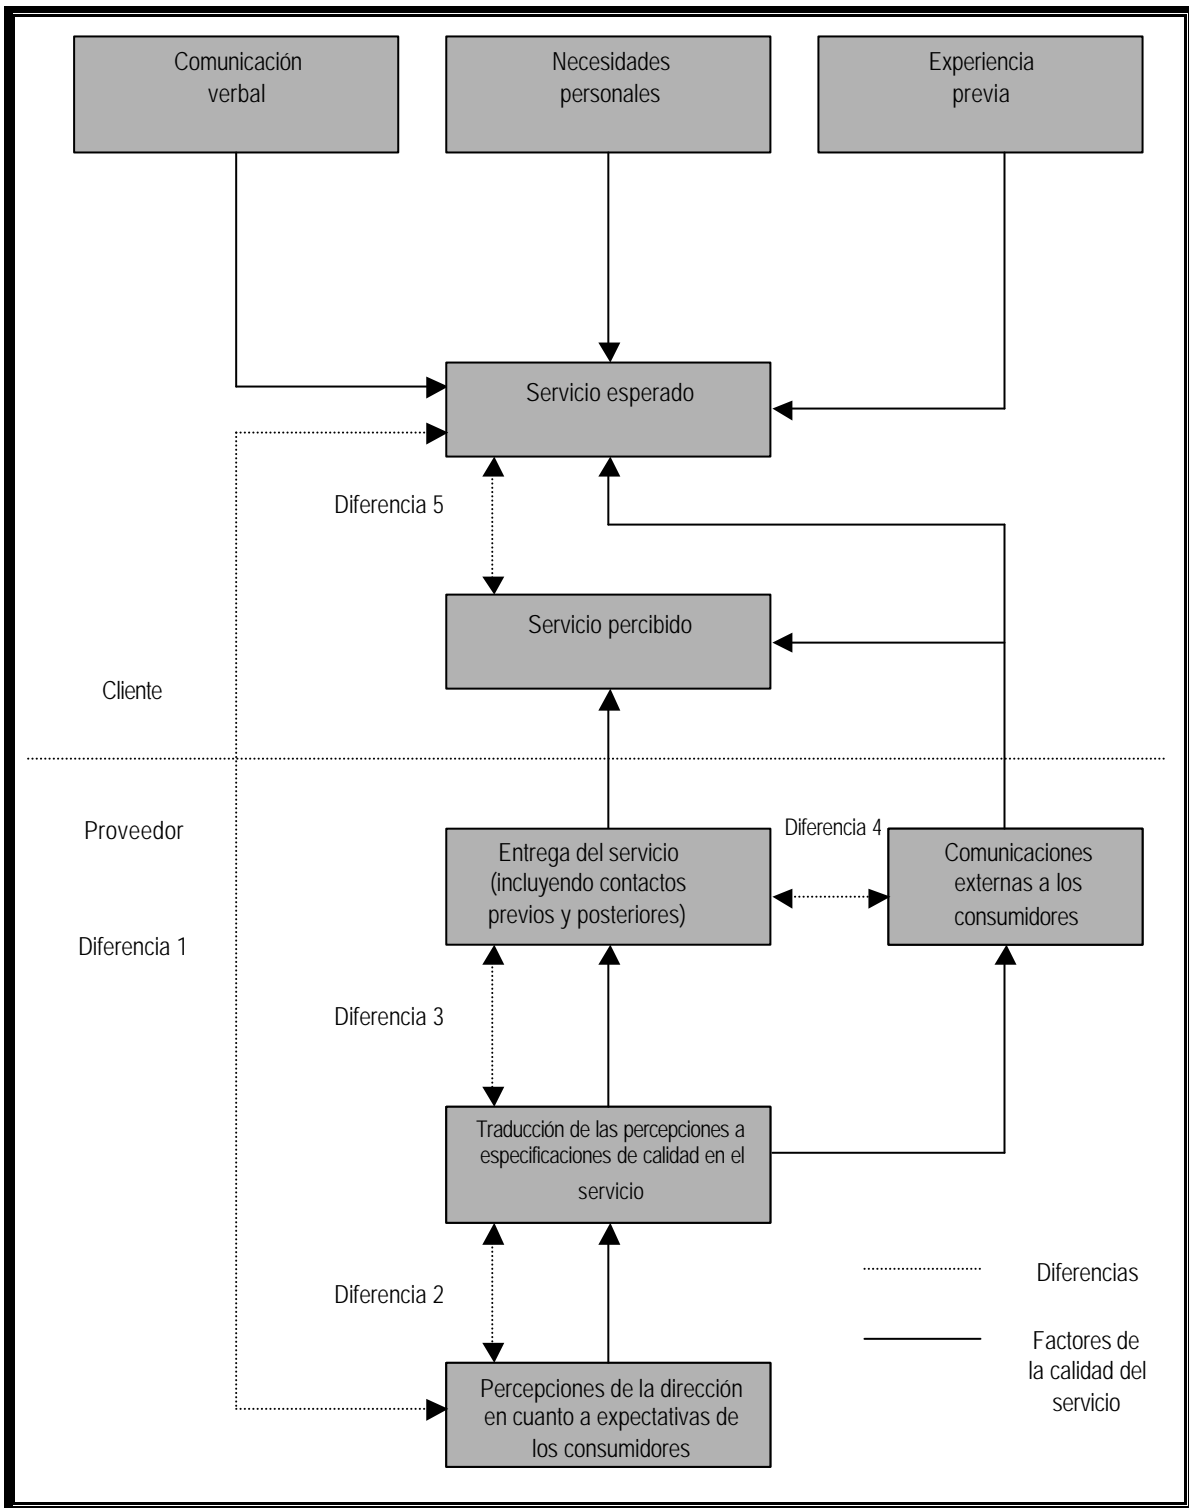 Comunicación
verbal
Necesidades
personales
Experiencia
previa
Servicio esperado
Diferencia 5
Servicio percibido
Cliente
Proveedor
Diferencia 1
Entrega del servicio
(incluyendo contactos
previos y posteriores)
Diferencia 4
Comunicaciones
externas a los
consumidores
Diferencia 3
Traducción de las percepciones a
especificaciones de calidad en el
servicio
Diferencia 2
Percepciones de la dirección
en cuanto a expectativas de
los consumidores
Diferencias
Factores de
la calidad del
servicio